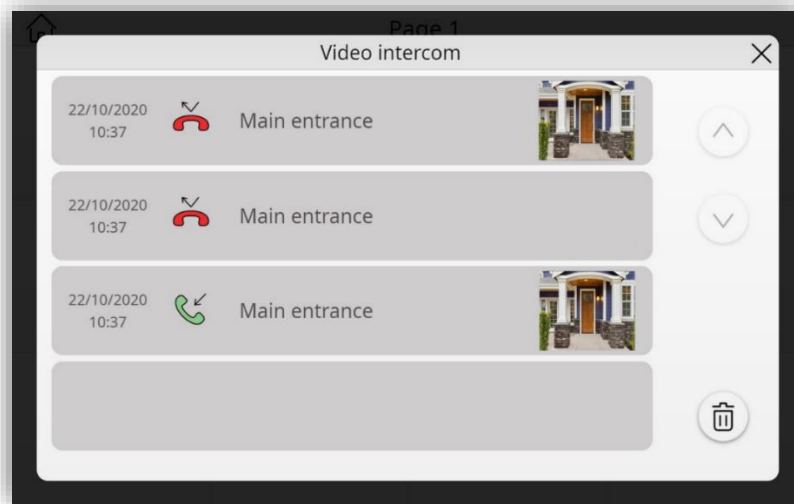 Page 1
Video intercom
22/10/2020
10:37
Main entrance
22/10/2020
10:37
Main entrance
22/10/2020
10:37
Main entrance